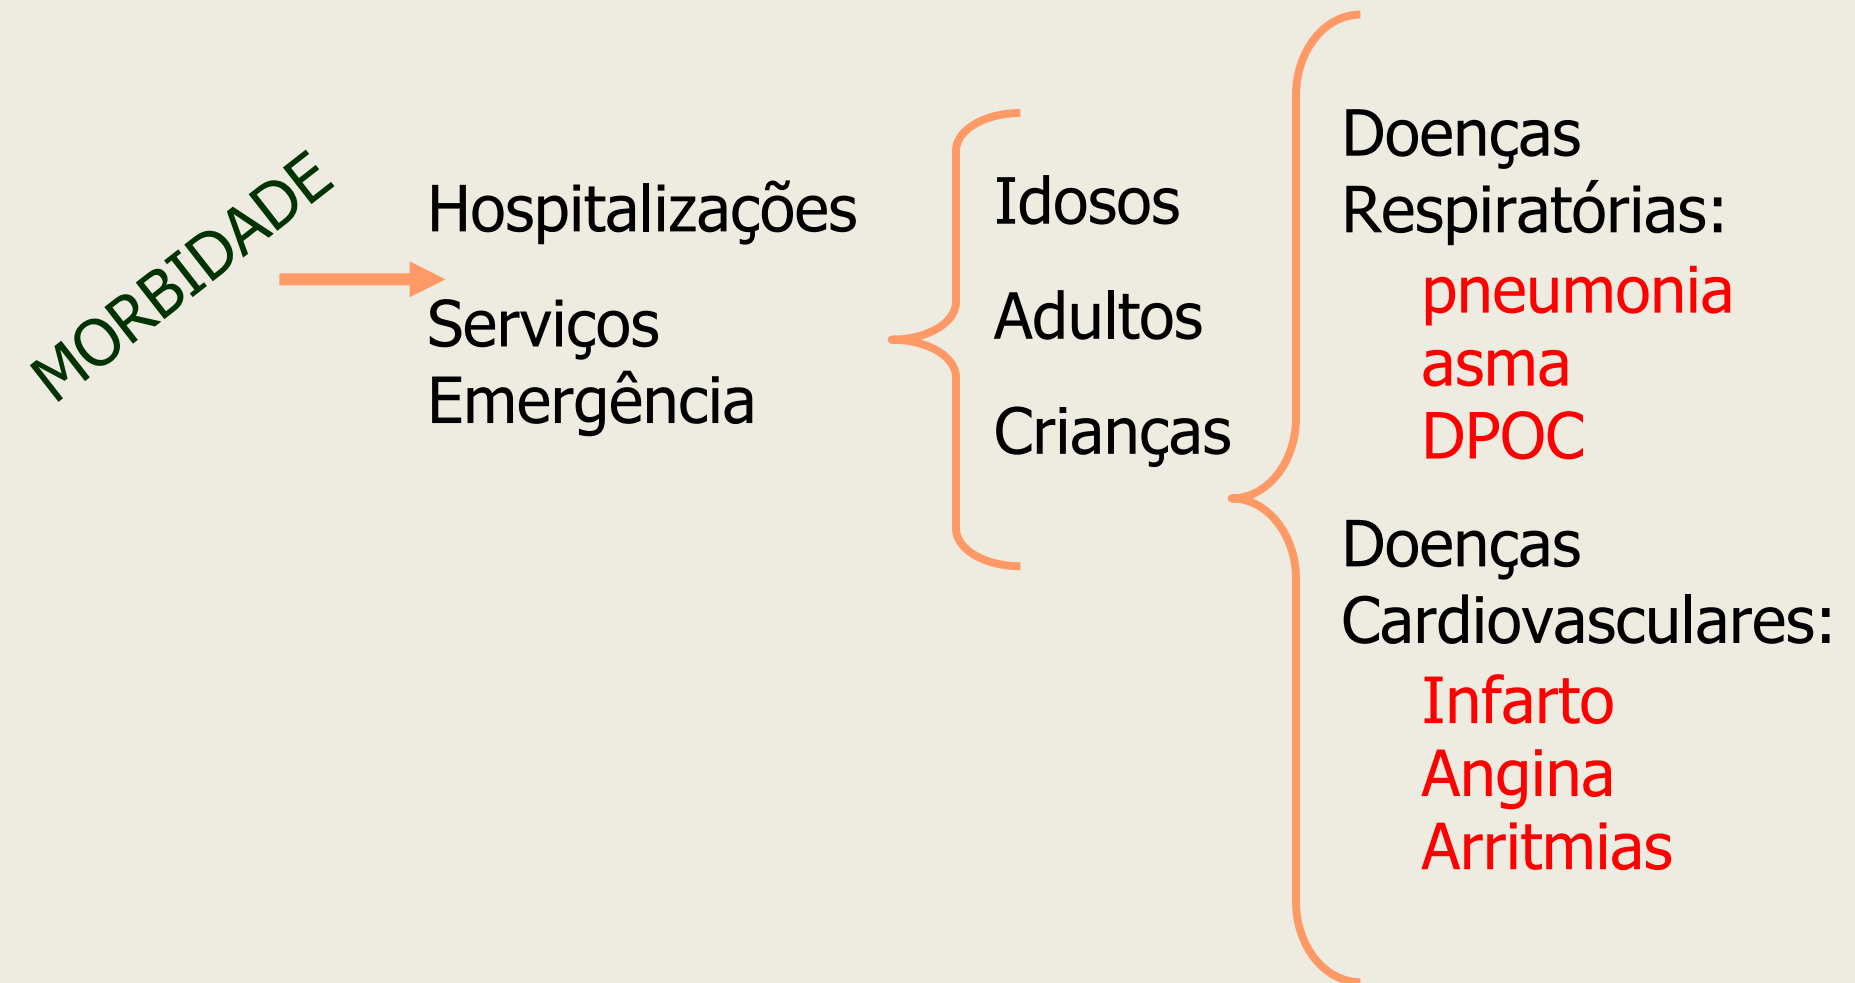 MORBIDADE
Hospitalizações
Serviços
Emergência
Idosos
Adultos
Crianças
Doenças
Respiratórias:
pneumonia
asma
DPOC
Doenças
Cardiovasculares:
Infarto
Angina
Arritmias